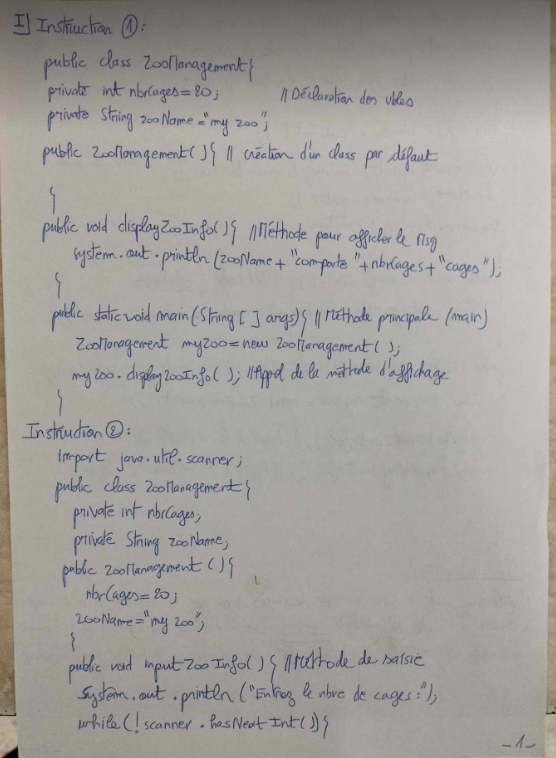 I) Instruction ①:
public class ZooManagement{
private int nbrCages = 20; // Déclaration des vbles
private String zooName = "my zoo";
public ZooManagement( ){ // création d'un class par défaut
}
public void displayZooInfo( ){ // Méthode pour afficher le Msg
System.out.println (zooName + "comporte" + nbrCages + "cages");
}
public static void main (String [ ] args){ // Méthode principale (main)
ZooManagement myZoo = new ZooManagement ( );
myZoo. displayZooInfo( ); // Appel de la méthode d'affichage
}
Instruction ②:
import java.util.scanner;
public class ZooManagement {
private int nbrCages;
private String zooName;
public zooManagement ( ){
nbrCages = 20;
zooName = "my zoo";
}
public void inputZooInfo( ) { // Méthode de saisie
System.out.println ("Entrez le nbre de cages:");
while (! scanner . hasNextInt( )){
_1_